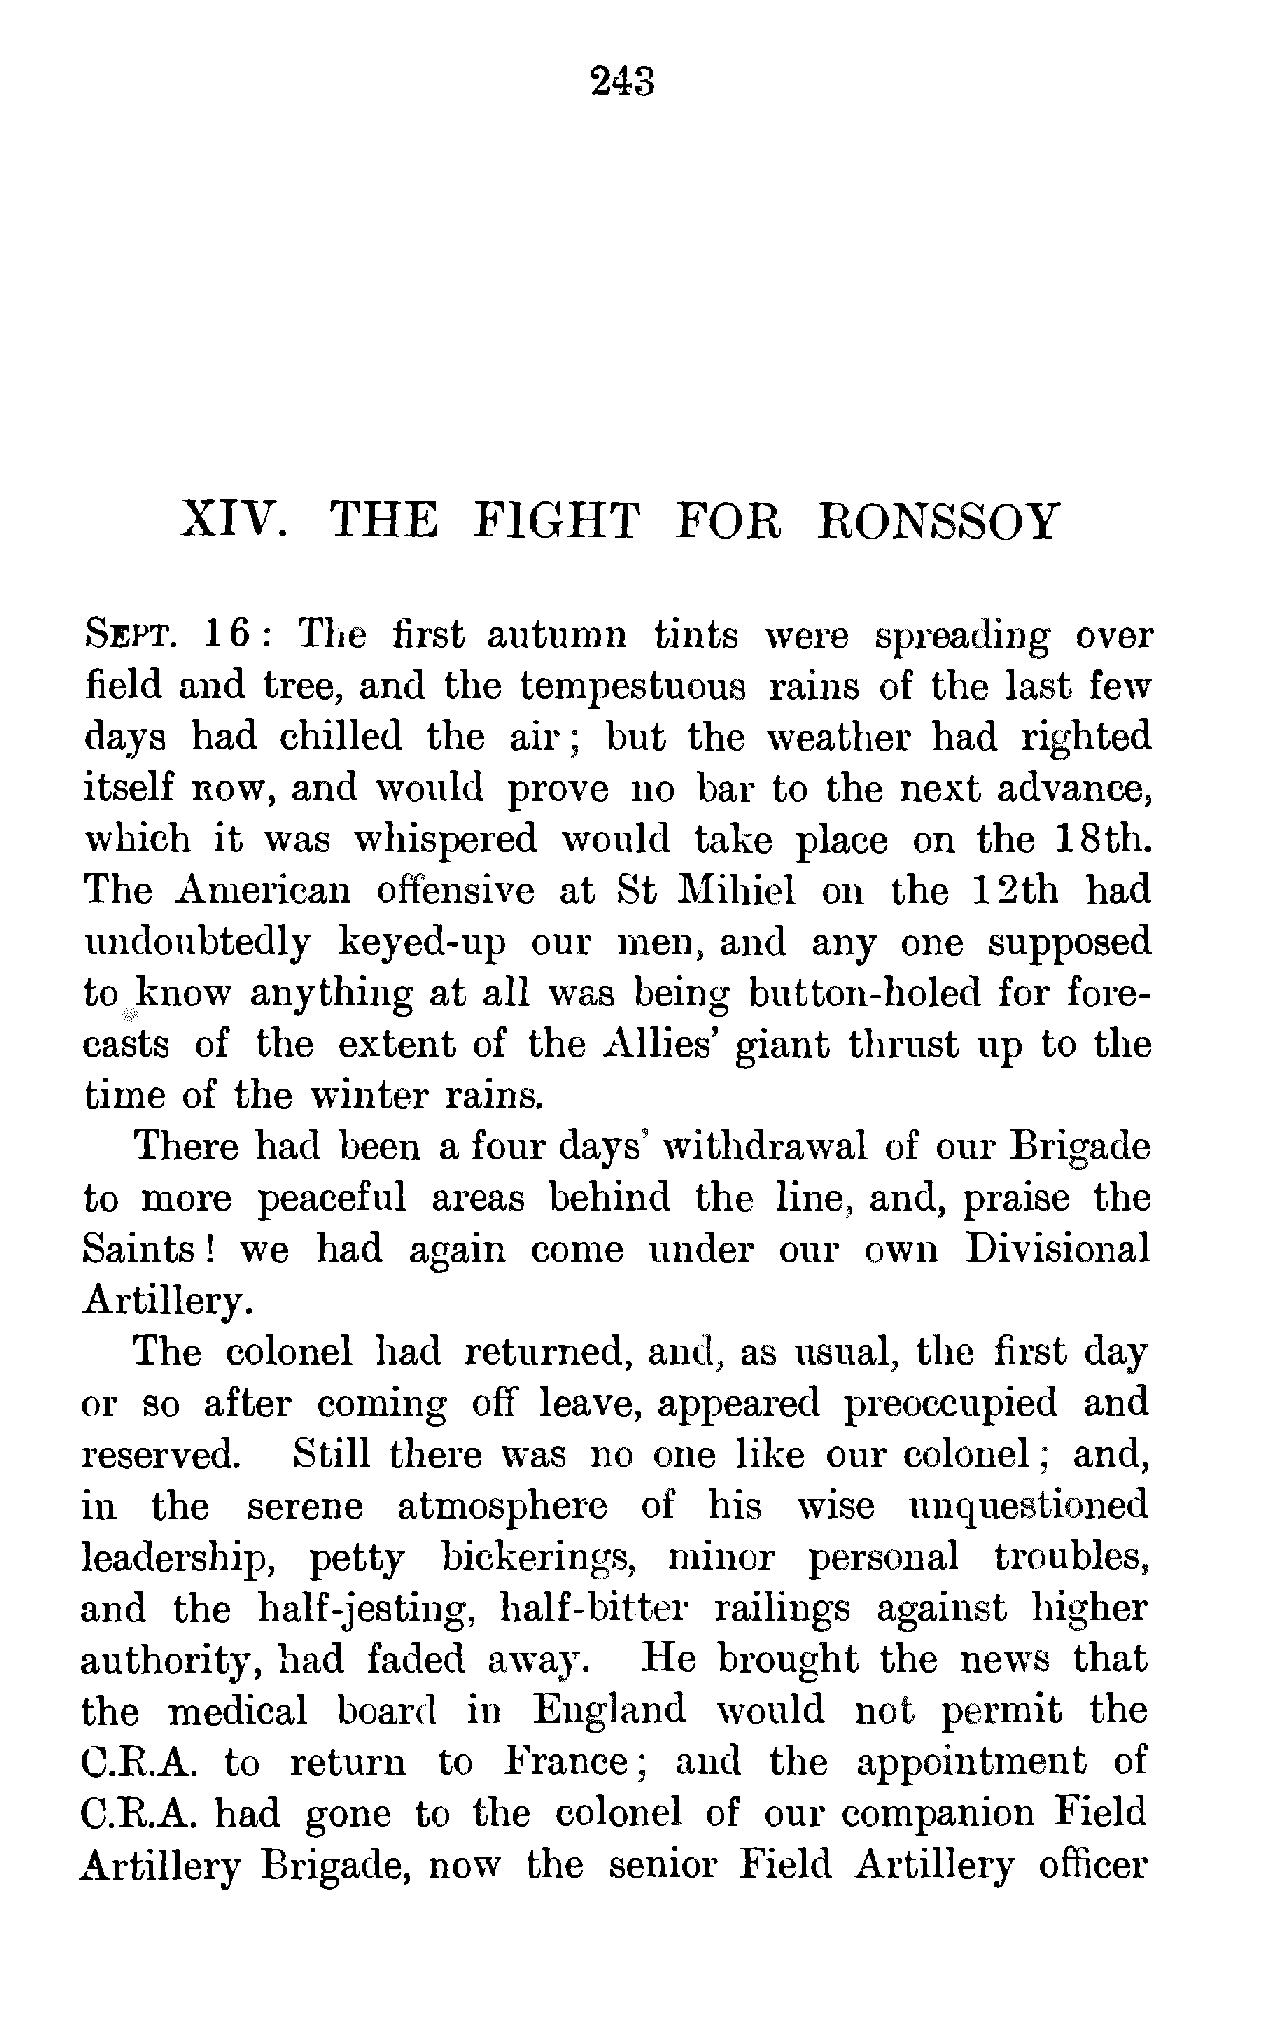 243
XIV. THE FIGHT FOR RONSSOY
SEPT. 16 : The first autumn tints were spreading over
field and tree, and the tempestuous rains of the last few
days had chilled the air ; but the weather had righted
itself now, and would prove no bar to the next advance,
which it was whispered would take place on the 18th.
The American offensive at St Mihiel on the 12th had
undoubtedly keyed-up our men, and any one supposed
to know anything at all was being button-holed for fore-
casts of the extent of the Allies' giant thrust up to the
time of the winter rains.
There had been a four days' withdrawal of our Brigade
to more peaceful areas behind the line, and, praise the
Saints ! we had again come under our own Divisional
Artillery.
The colonel had returned, and, as usual, the first day
or so after coming off leave, appeared preoccupied and
reserved. Still there was no one like our colonel ; and,
in the serene atmosphere of his wise unquestioned
leadership, petty bickerings, minor personal troubles,
and the half-jesting, half-bitter railings against higher
authority, had faded away. He brought the news that
the medical board in England would not permit the
C.R.A. to return to France ; and the appointment of
C.R.A. had gone to the colonel of our companion Field
Artillery Brigade, now the senior Field Artillery officer